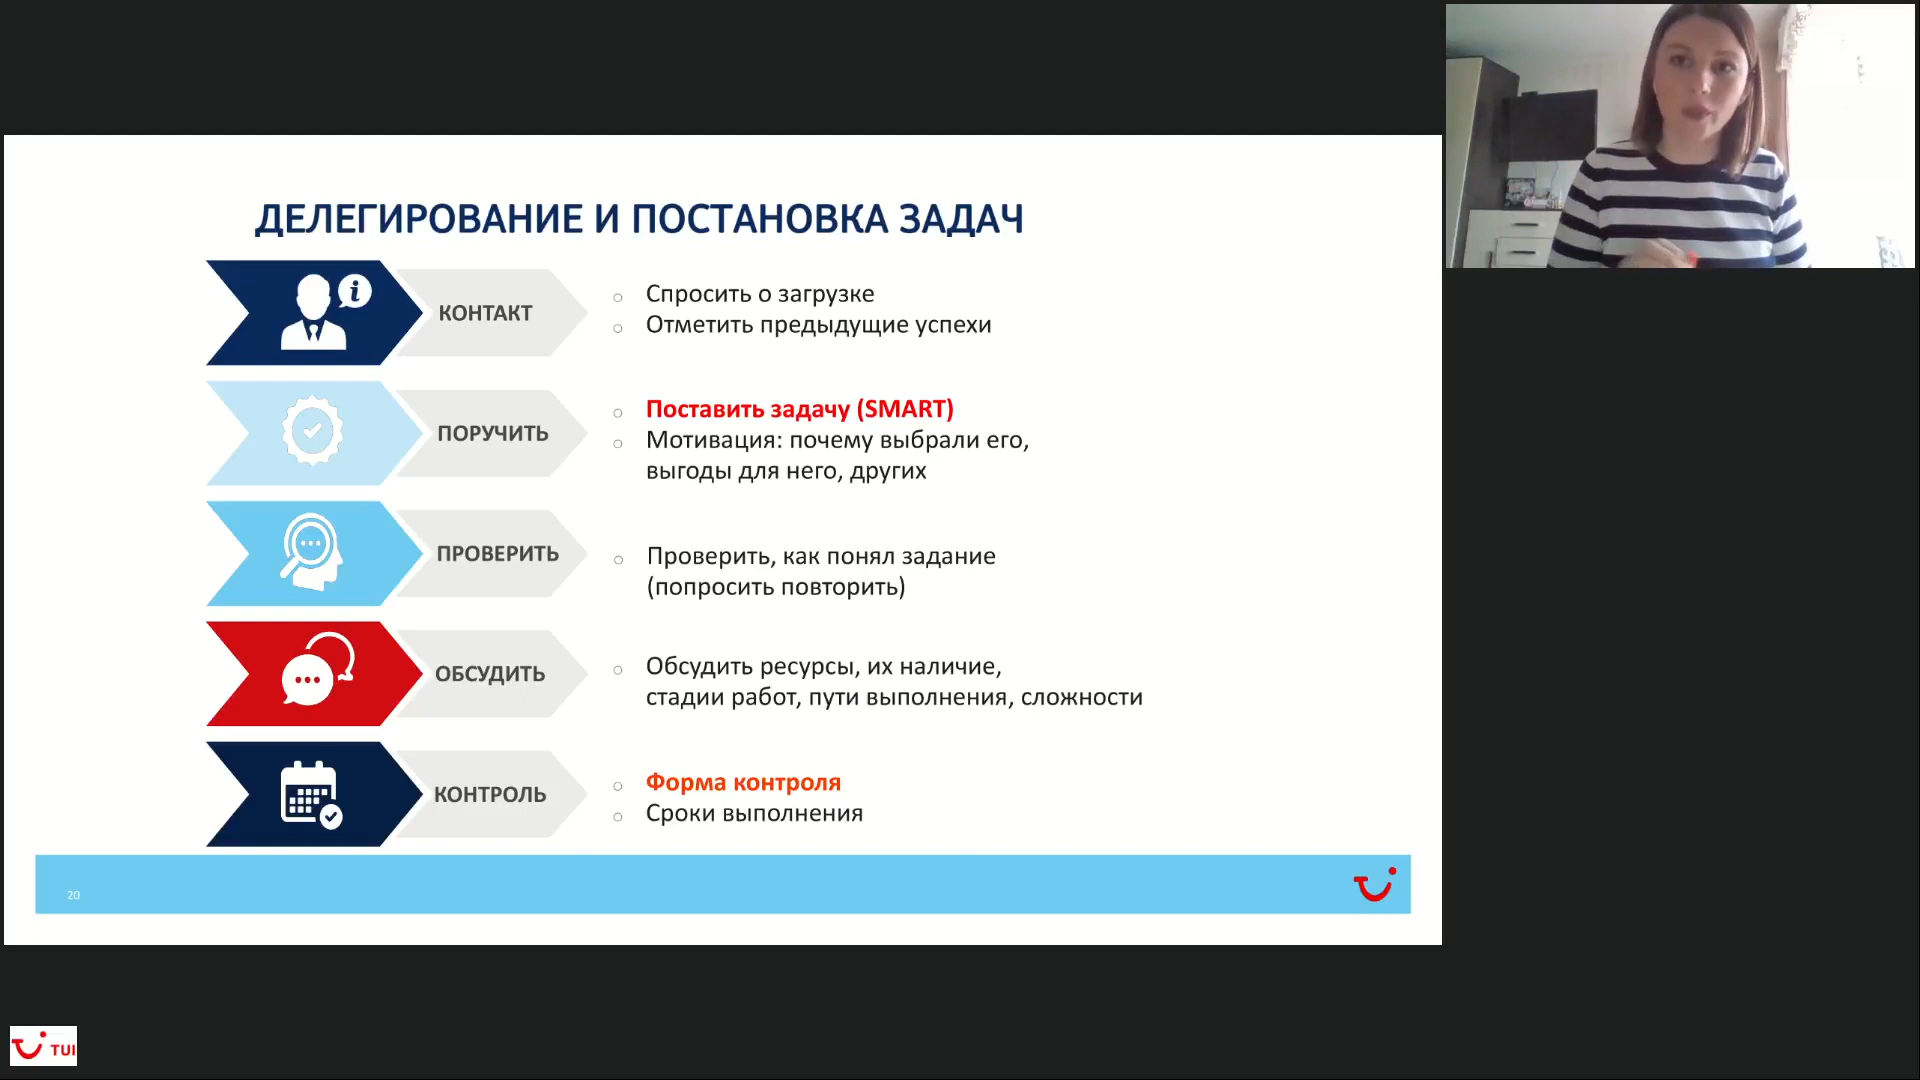 ДЕЛЕГИРОВАНИЕ И ПОСТАНОВКА ЗАДАЧ
КОНТАКТ
Спросить о загрузке
Отметить предыдущие успехи
ПОРУЧИТЬ
Поставить задачу (SMART)
Мотивация: почему выбрали его,
выгоды для него, других
ПРОВЕРИТЬ
Проверить, как понял задание
(попросить повторить)
ОБСУДИТЬ
Обсудить ресурсы, их наличие,
стадии работ, пути выполнения, сложности
КОНТРОЛЬ
Форма контроля
Сроки выполнения
20
TUI